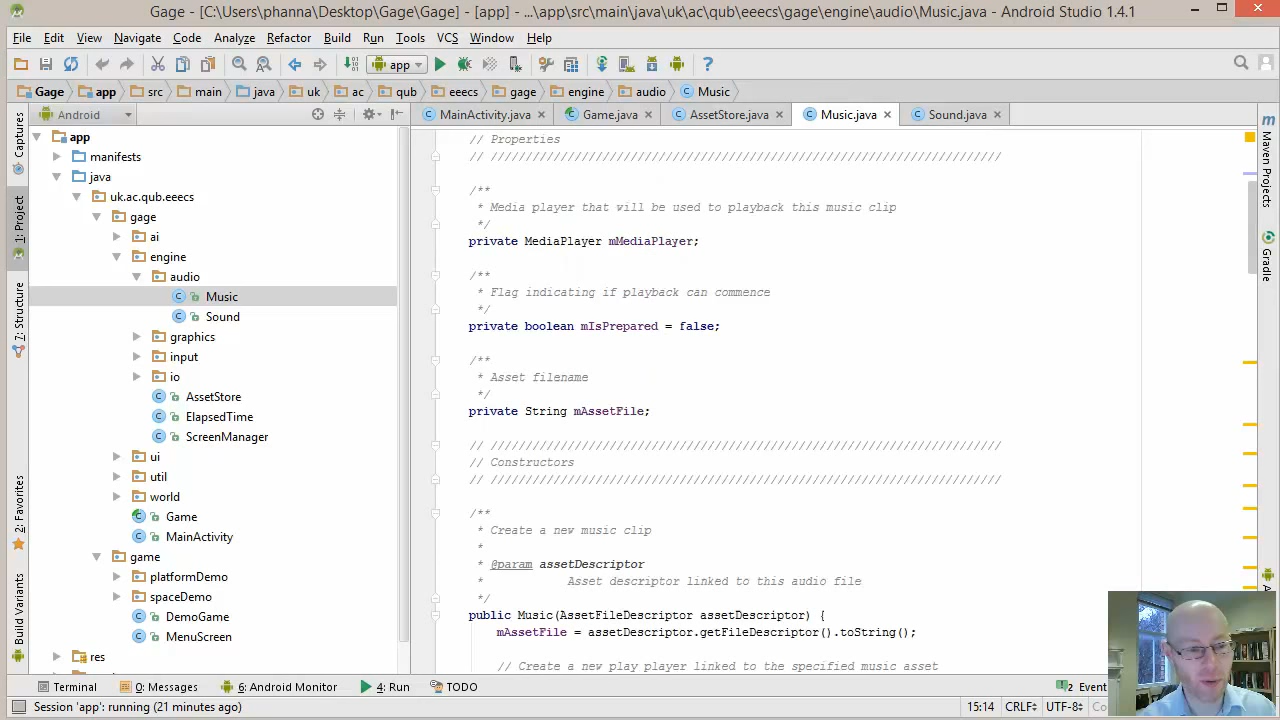 Gage - [C:\Users\phanna\Desktop\Gage\Gage] - [app] - ...\app\src\main\java\uk\ac\qub\eeecs\gage\engine\audio\Music.java - Android Studio 1.4.1
File Edit View Navigate Code Analyze Refactor Build Run Tools VCS Window Help
app
Gage app src main java uk ac qub eeecs gage engine audio Music
Android
MainActivity.java Game.java AssetStore.java Music.java Sound.java
Captures
1: Project
7: Structure
2: Favorites
Build Variants
app
manifests
java
uk.ac.qub.eeecs
gage
ai
engine
audio
Music
Sound
graphics
input
io
AssetStore
ElapsedTime
ScreenManager
ui
util
world
Game
MainActivity
game
platformDemo
spaceDemo
DemoGame
MenuScreen
res
// Properties
// /////////////////////////////////////////////////////////////////////////
/**
* Media player that will be used to playback this music clip
*/
private MediaPlayer mMediaPlayer;
/**
* Flag indicating if playback can commence
*/
private boolean mIsPrepared = false;
/**
* Asset filename
*/
private String mAssetFile;
// /////////////////////////////////////////////////////////////////////////
// Constructors
// /////////////////////////////////////////////////////////////////////////
/**
* Create a new music clip
*
* @param assetDescriptor
* Asset descriptor linked to this audio file
*/
public Music(AssetFileDescriptor assetDescriptor) {
mAssetFile = assetDescriptor.getFileDescriptor().toString();
// Create a new play player linked to the specified music asset
Maven Projects
Gradle
Terminal 0: Messages 6: Android Monitor 4: Run TODO 2 Event
Session 'app': running (21 minutes ago) 15:14 CRLF UTF-8